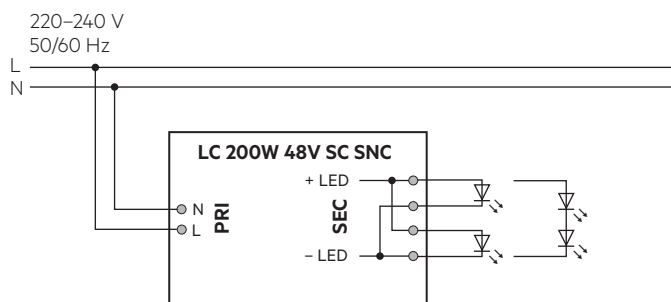 220–240 V
50/60 Hz
L
N
LC 200W 48V SC SNC
+ LED
N
L
PRI
SEC
– LED